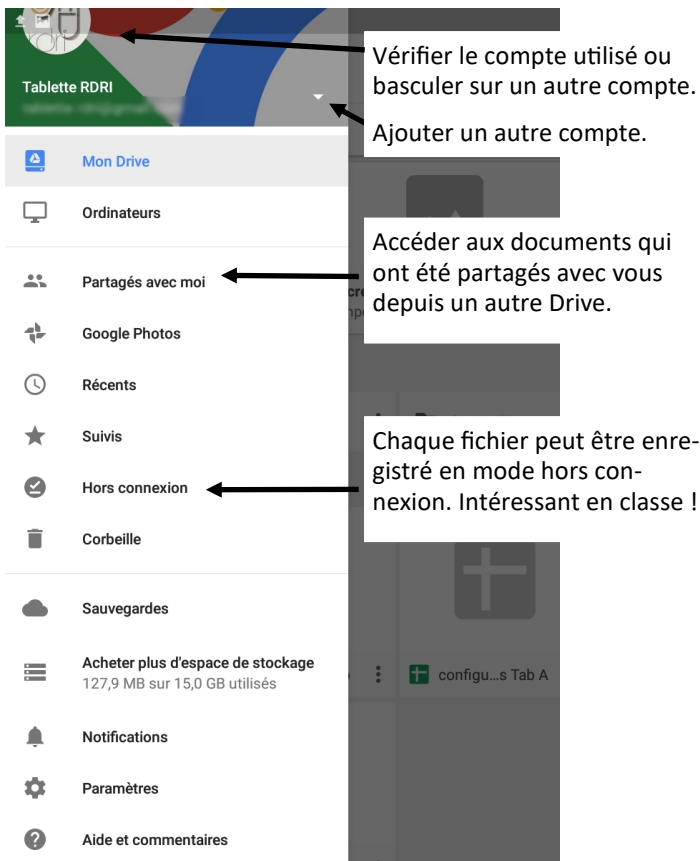 rdri
Vérifier le compte utilisé ou
basculer sur un autre compte.
Tablette RDRI
Ajouter un autre compte.
Mon Drive
Ordinateurs
Accéder aux documents qui
ont été partagés avec vous
depuis un autre Drive.
Partagés avec moi
Google Photos
Récents
Suivis
Chaque fichier peut être enre-
gistré en mode hors con-
nexion. Intéressant en classe !
Hors connexion
Corbeille
Sauvegardes
Acheter plus d'espace de stockage
127,9 MB sur 15,0 GB utilisés
configu...s Tab A
Notifications
Paramètres
Aide et commentaires